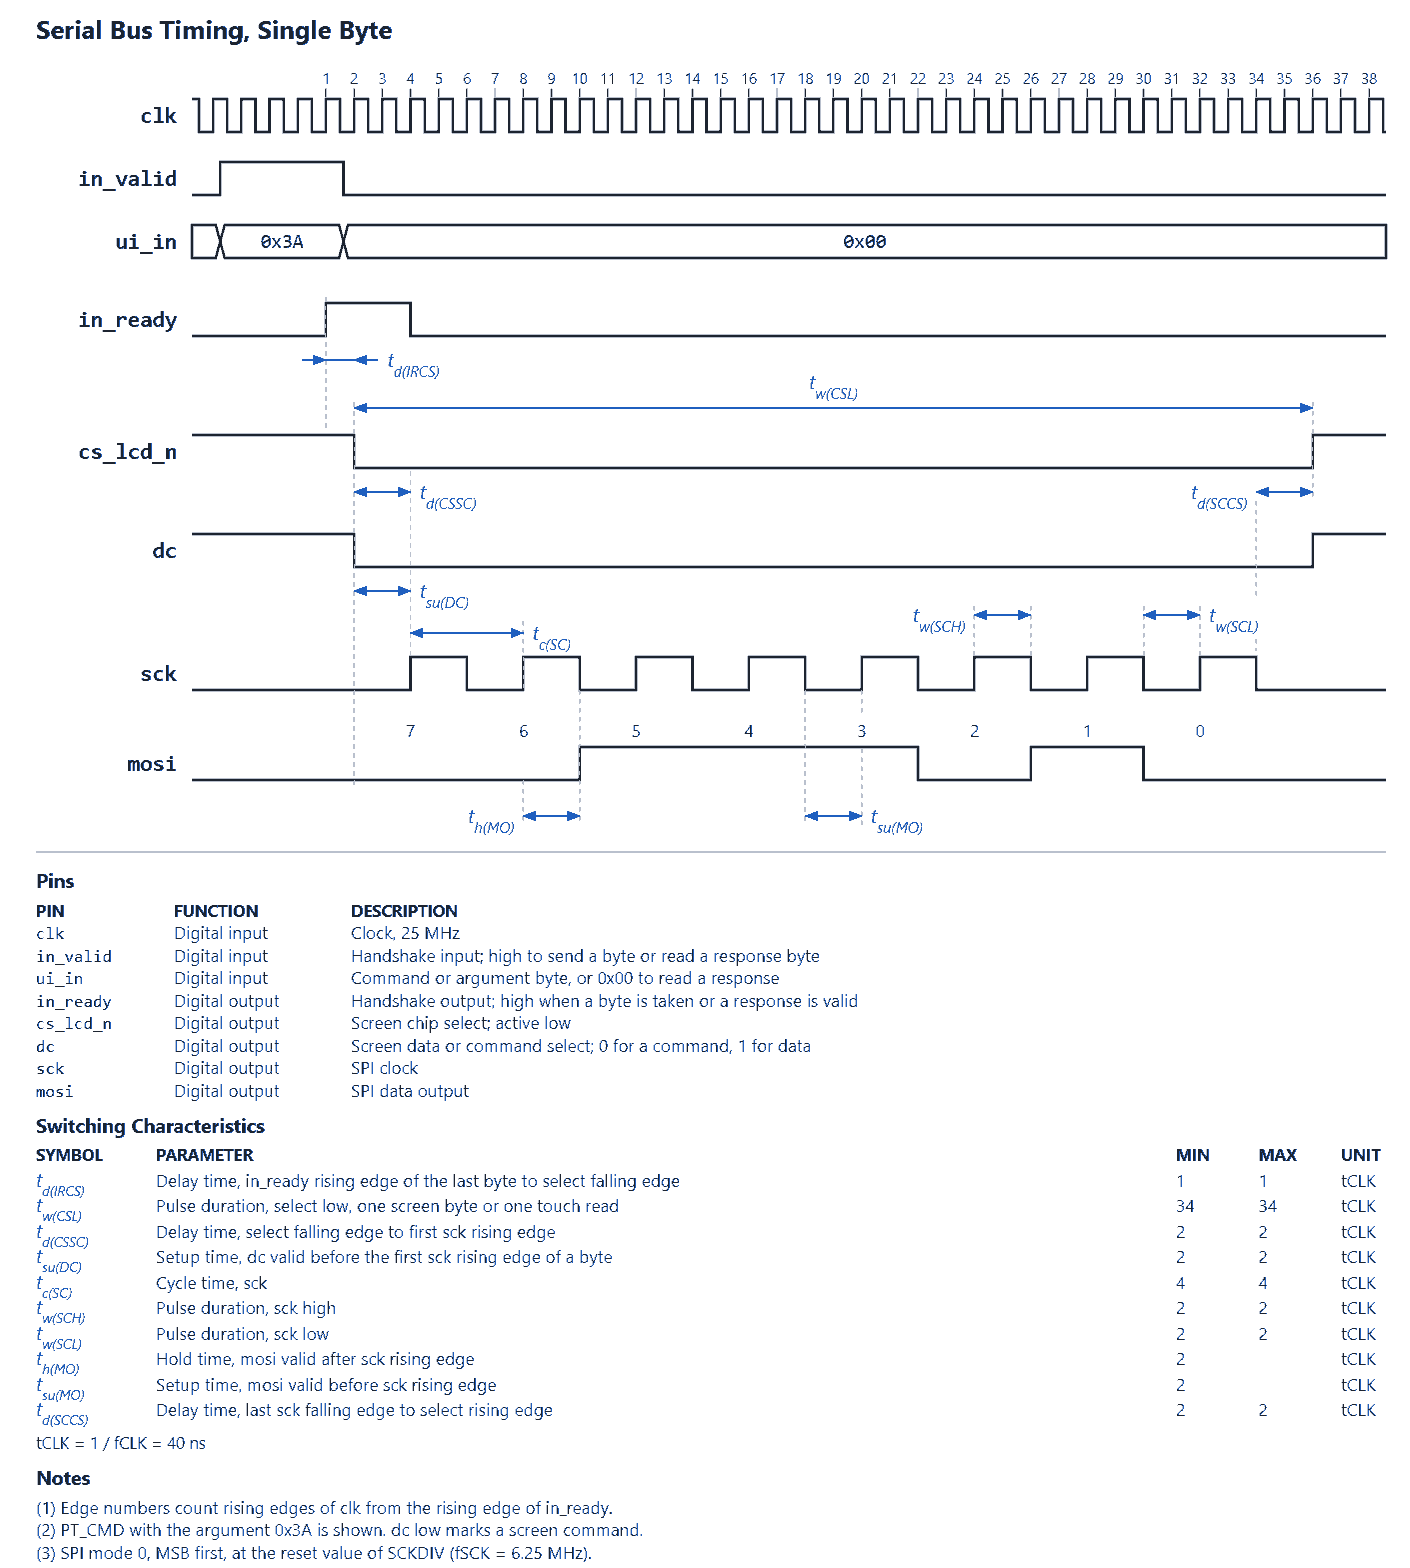 Serial Bus Timing, Single Byte
1 2 3 4 5 6 7 8 9 10 11 12 13 14 15 16 17 18 19 20 21 22 23 24 25 26 27 28 29 30 31 32 33 34 35 36 37 38
clk
in_valid
ui_in 0x3A 0x00
in_ready
td(IRCS)
tw(CSL)
cs_lcd_n
td(CSSC) td(SCCS)
dc
tsu(DC)
tw(SCH) tw(SCL)
tc(SC)
sck
7 6 5 4 3 2 1 0
mosi
th(MO) tsu(MO)
Pins
PIN FUNCTION DESCRIPTION
clk Digital input Clock, 25 MHz
in_valid Digital input Handshake input; high to send a byte or read a response byte
ui_in Digital input Command or argument byte, or 0x00 to read a response
in_ready Digital output Handshake output; high when a byte is taken or a response is valid
cs_lcd_n Digital output Screen chip select; active low
dc Digital output Screen data or command select; 0 for a command, 1 for data
sck Digital output SPI clock
mosi Digital output SPI data output
Switching Characteristics
SYMBOL PARAMETER MIN MAX UNIT
td(IRCS) Delay time, in_ready rising edge of the last byte to select falling edge 1 1 tCLK
tw(CSL) Pulse duration, select low, one screen byte or one touch read 34 34 tCLK
td(CSSC) Delay time, select falling edge to first sck rising edge 2 2 tCLK
tsu(DC) Setup time, dc valid before the first sck rising edge of a byte 2 2 tCLK
tc(SC) Cycle time, sck 4 4 tCLK
tw(SCH) Pulse duration, sck high 2 2 tCLK
tw(SCL) Pulse duration, sck low 2 2 tCLK
th(MO) Hold time, mosi valid after sck rising edge 2 tCLK
tsu(MO) Setup time, mosi valid before sck rising edge 2 tCLK
td(SCCS) Delay time, last sck falling edge to select rising edge 2 2 tCLK
tCLK = 1 / fCLK = 40 ns
Notes
(1) Edge numbers count rising edges of clk from the rising edge of in_ready.
(2) PT_CMD with the argument 0x3A is shown. dc low marks a screen command.
(3) SPI mode 0, MSB first, at the reset value of SCKDIV (fSCK = 6.25 MHz).